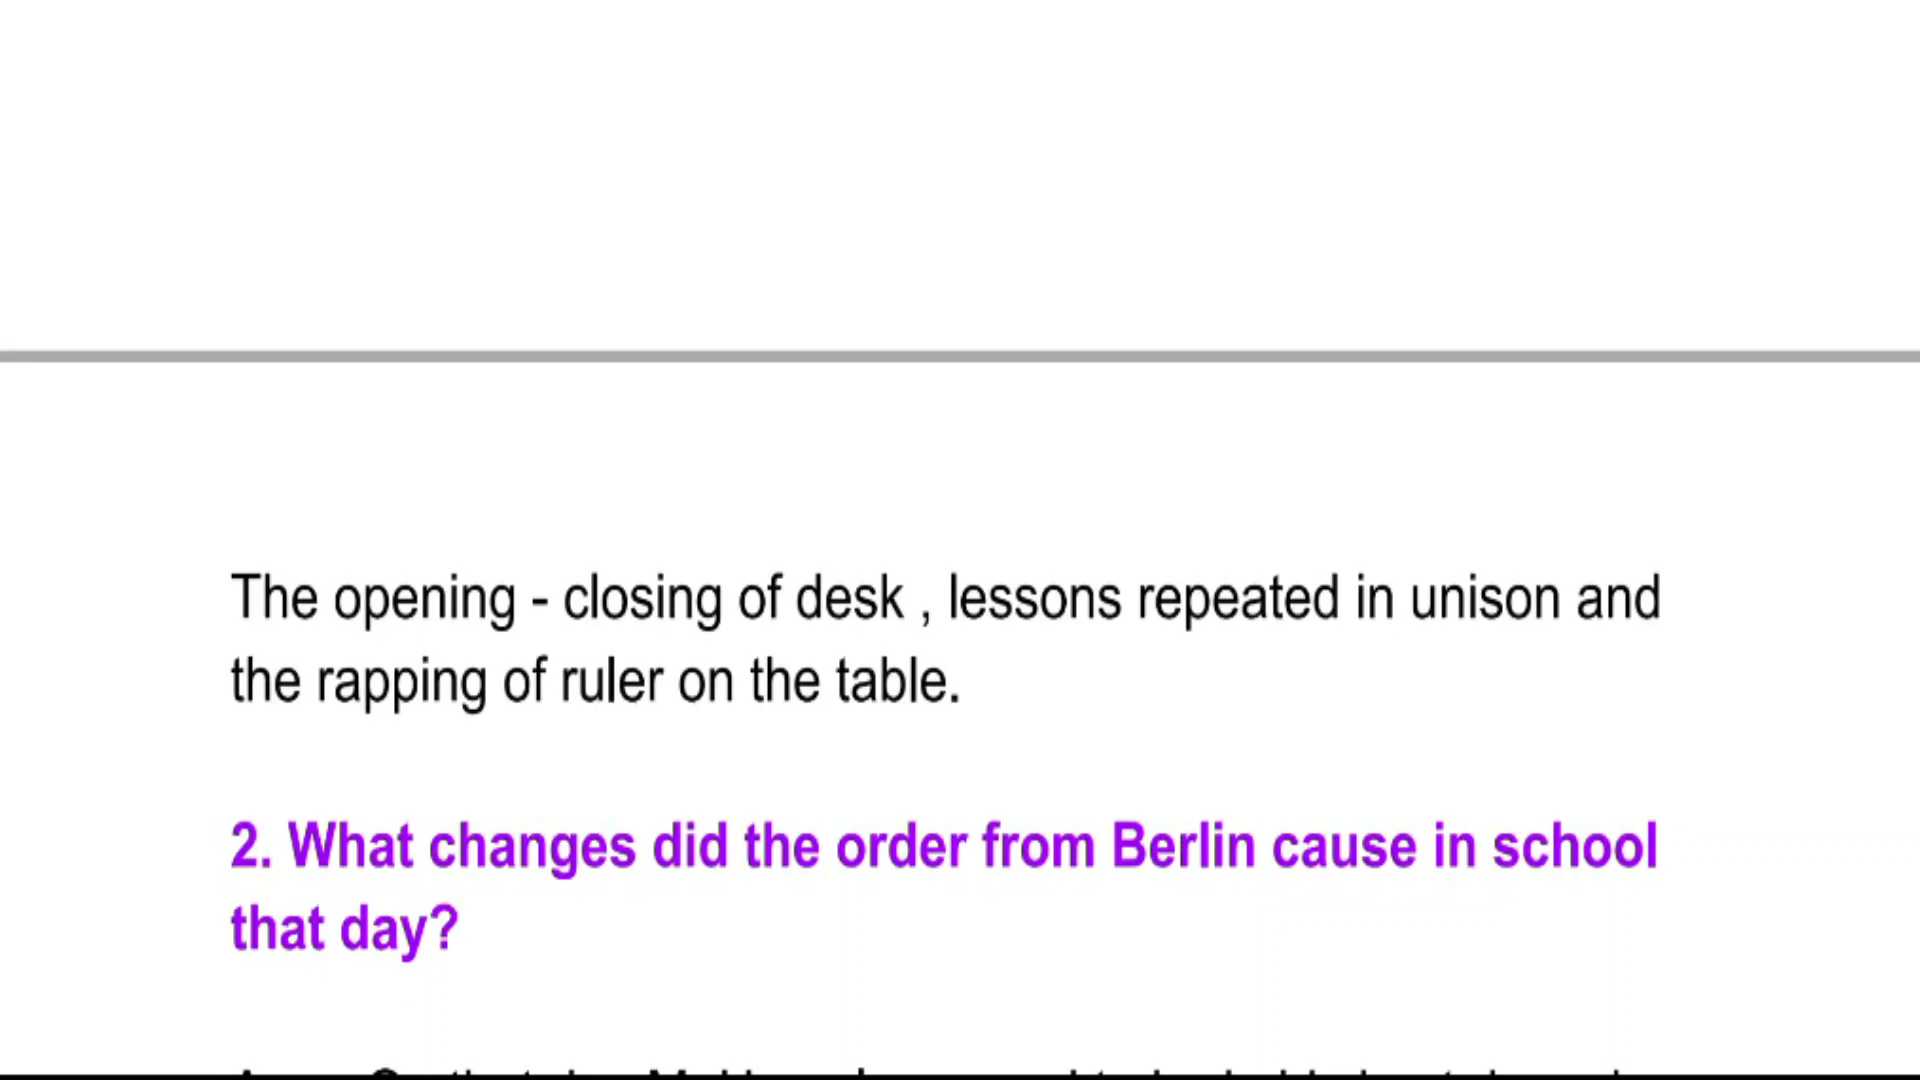 The opening - closing of desk , lessons repeated in unison and
the rapping of ruler on the table.
2. What changes did the order from Berlin cause in school
that day?